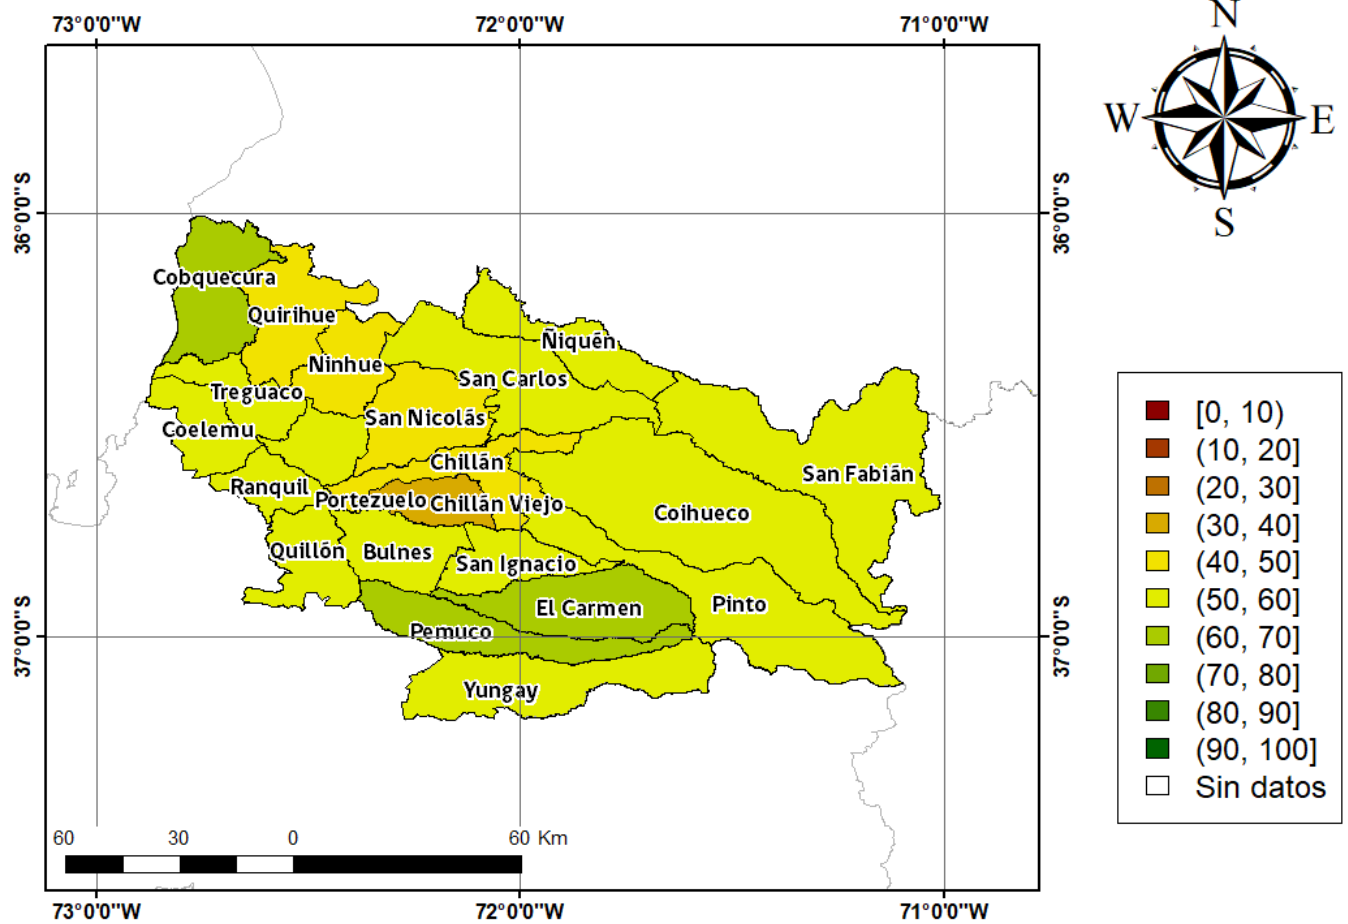 73°0'0"W 72°0'0"W 71°0'0"W
N
W E
S
36°0'0"S 36°0'0"S
Cobquecura
Quirihue
Ñiquén
Ninhue
San Carlos
Treguaco
San Nicolás
Coelemu
Chillán
San Fabián
Ranquil
Portezuelo
Chillán Viejo
Coihueco
Quillón
Bulnes
San Ignacio
El Carmen
Pinto
Pemuco
37°0'0"S 37°0'0"S
Yungay
[0, 10)
(10, 20]
(20, 30]
(30, 40]
(40, 50]
(50, 60]
(60, 70]
(70, 80]
(80, 90]
(90, 100]
Sin datos
60 30 0 60 Km
73°0'0"W 72°0'0"W 71°0'0"W